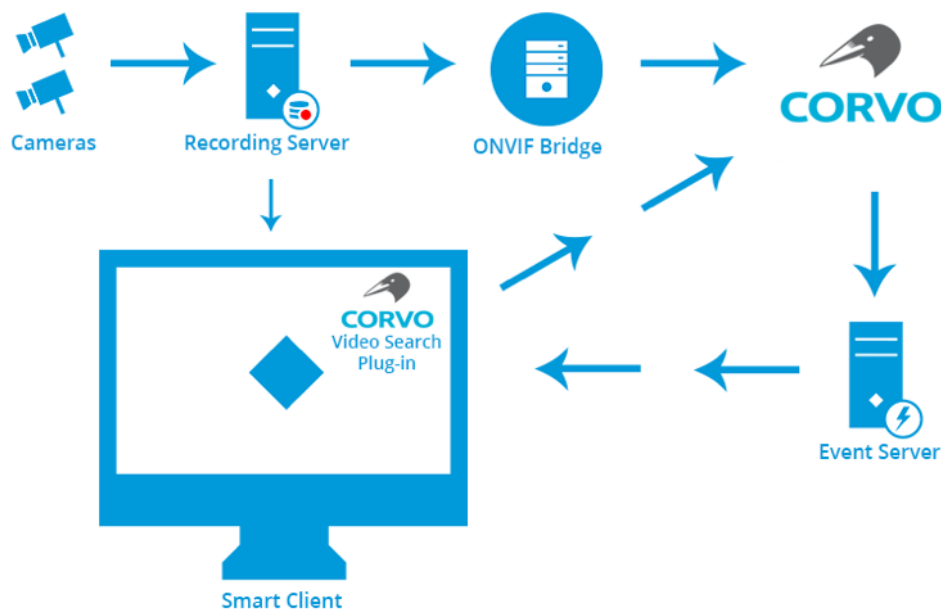 CORVO
Cameras
Recording Server
ONVIF Bridge
CORVO
Video Search
Plug-in
Event Server
Smart Client